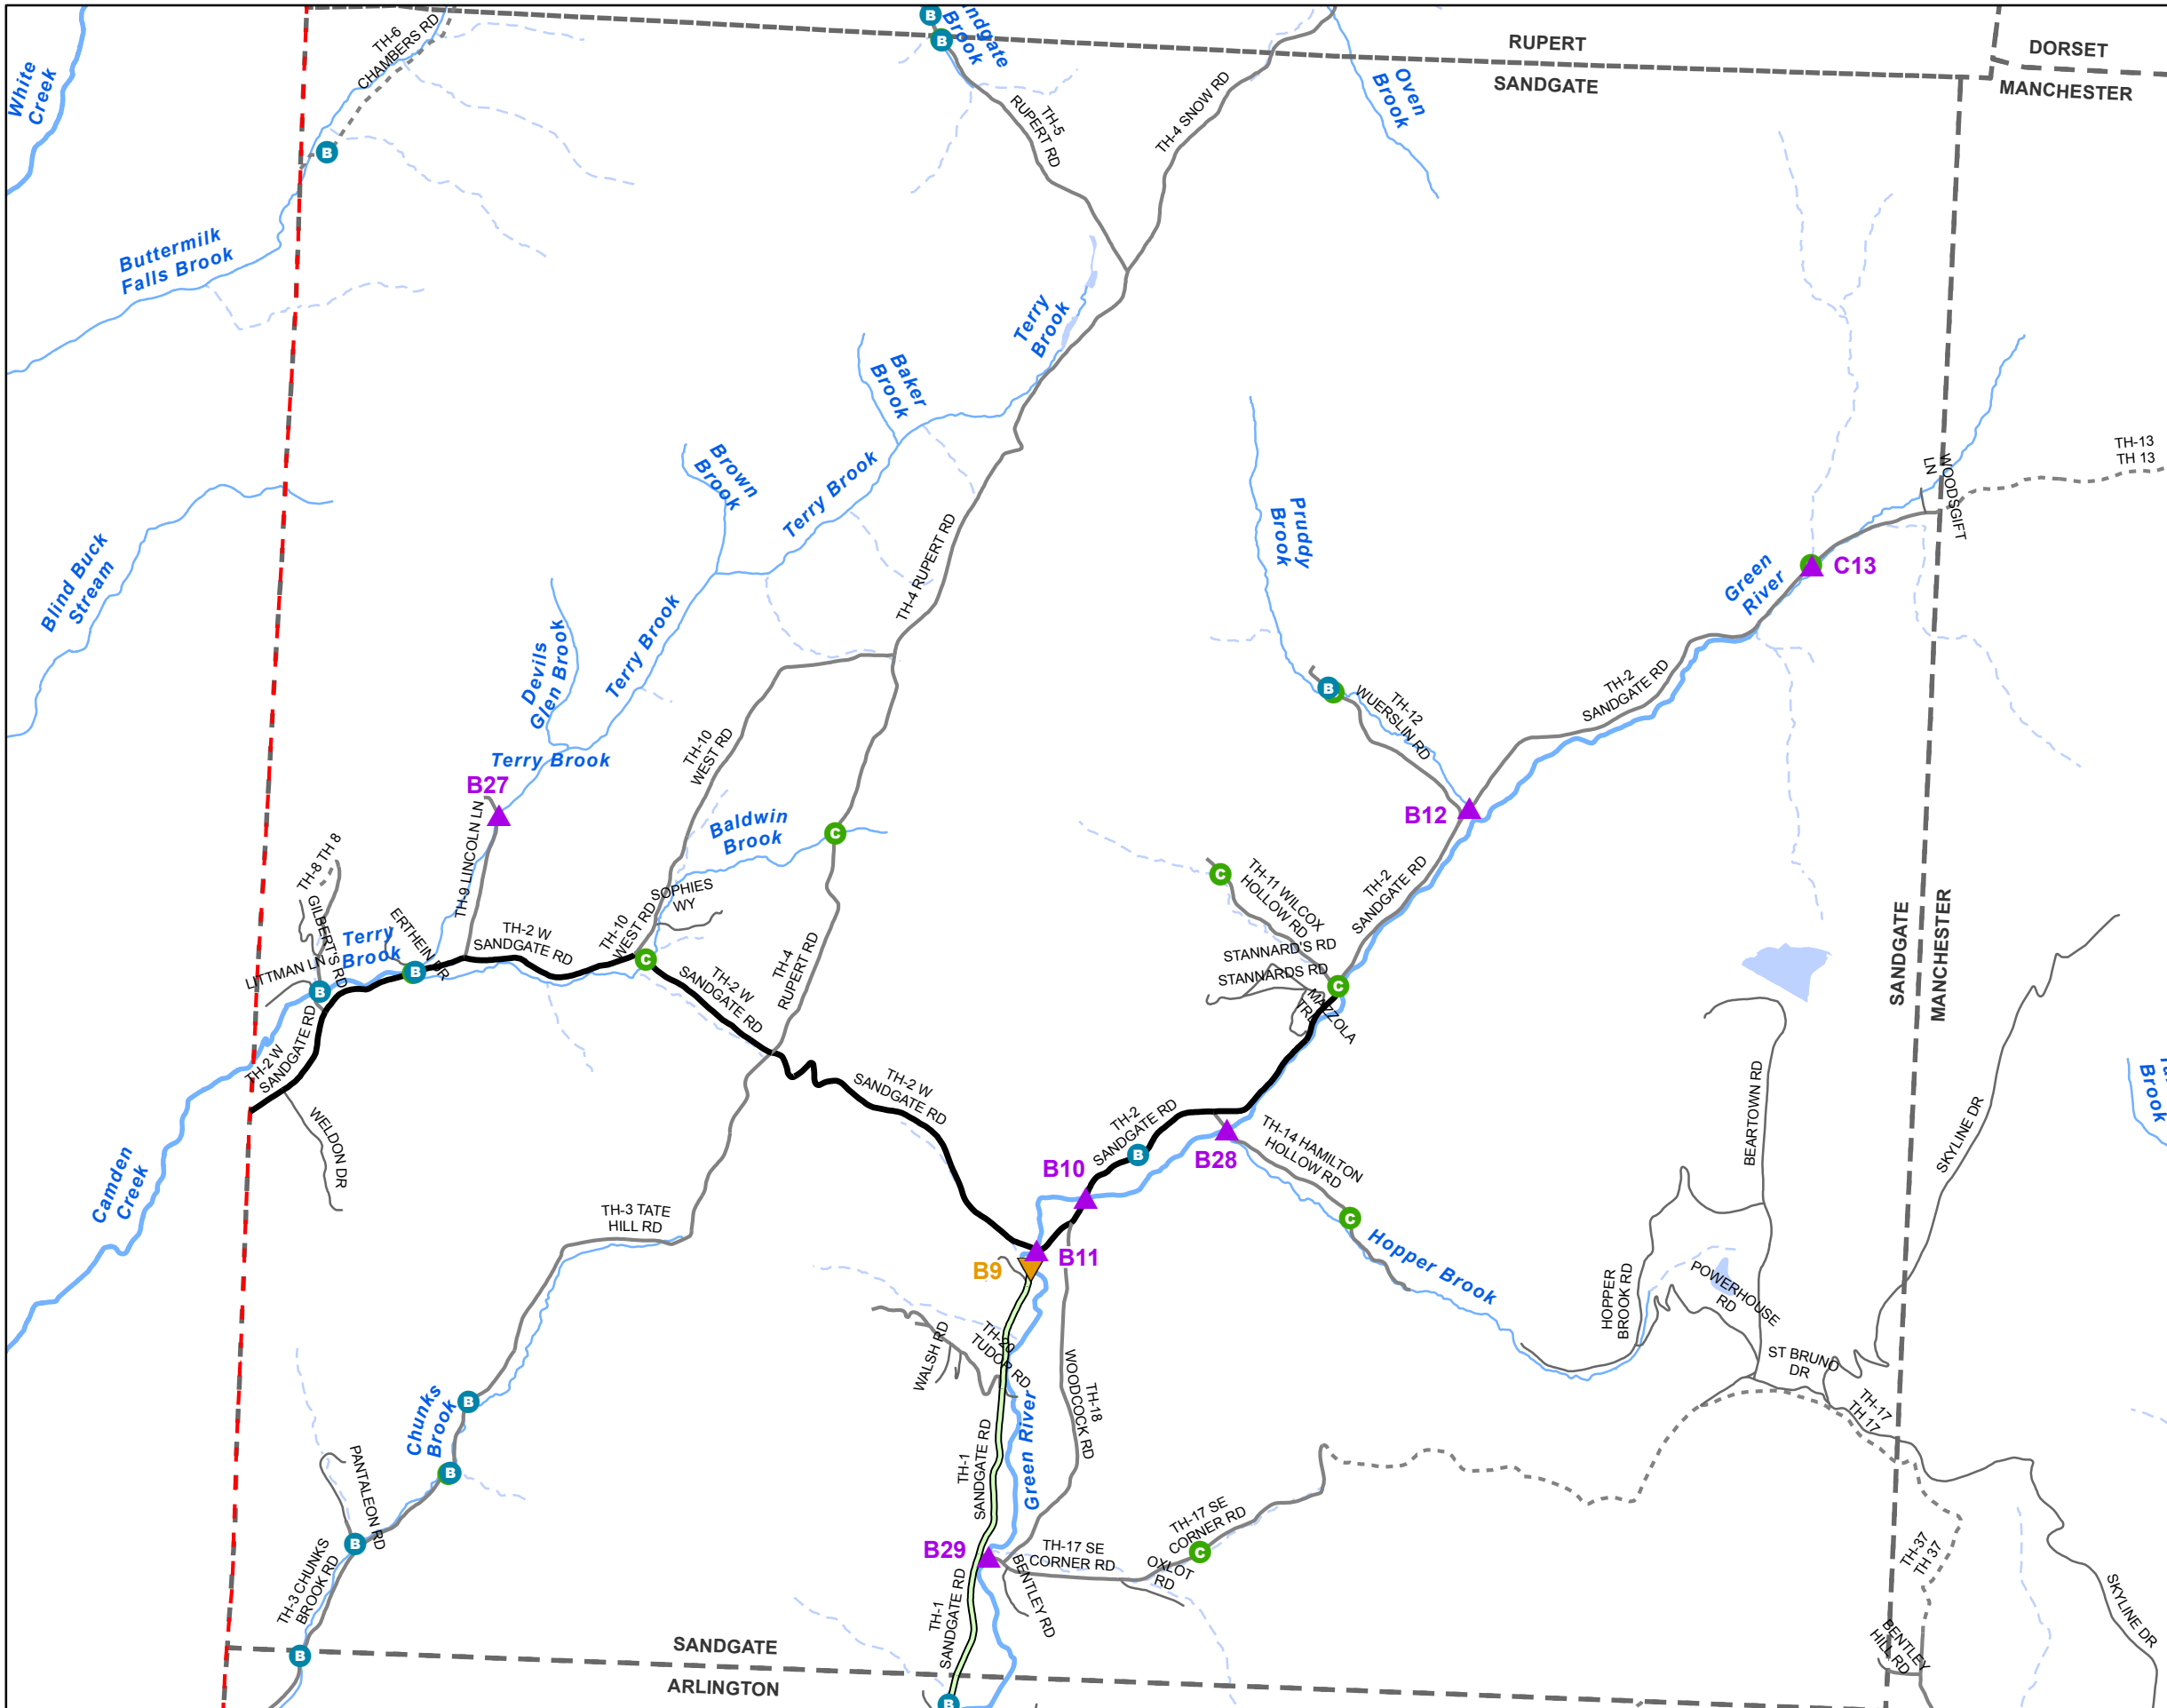 TH-6
CHAMBERS RD
White
Creek
B
B
ndgate
Brook
RUPERT
SANDGATE
DORSET
MANCHESTER
Oven
Brook
TH-4 SNOW RD
TH-5
RUPERT RD
B
Buttermilk
Falls Brook
Terry
Brook
Baker
Brook
Brown
Brook
Terry Brook
Pruddy
Brook
TH-13
TH 13
WOODSGIFT
LN
Blind Buck
Stream
TH-4 RUPERT RD
Green
River
C13
Devils
Glen Brook
Terry Brook
Terry Brook
B
TH-12
WUERSLIN RD
TH-2
SANDGATE RD
TH-10
WEST RD
B27
B12
Baldwin
Brook
C
TH-9 LINCOLN LN
TH-8 TH 8
GILBERT'S RD
ERTHEIN DR
Terry
Brook
LITTMAN LN
B
B
TH-2 W
SANDGATE RD
TH-10
WEST RD
SOPHIES
WY
C
TH-2 W
SANDGATE RD
TH-4
RUPERT RD
C
TH-11 WILCOX
HOLLOW RD
TH-2
SANDGATE RD
STANNARD'S RD
STANNARDS RD
C
MAZZOLA
TRL
SANDGATE
MANCHESTER
TH-2 W
SANDGATE RD
WELDON DR
TH-2 W
SANDGATE RD
TH-2
SANDGATE RD
B
B10
B28
TH-14 HAMILTON
HOLLOW RD
C
Hopper Brook
BEARTOWN RD
SKYLINE DR
Brook
Camden
Creek
TH-3 TATE
HILL RD
B11
B9
HOPPER
BROOK RD
POWERHOUSE
RD
ST BRUNO
DR
WALSH RD
TH-20
TUDOR RD
TH-18
WOODCOCK RD
Green River
TH-1
SANDGATE RD
Chunks
Brook
B
B
PANTALEON RD
B
TH-3 CHUNKS
BROOK RD
B
TH-17
TH 17
B29
TH-17 SE
CORNER RD
TH-17 SE
CORNER RD
C
OXLOT
RD
BENTLEY RD
TH-1
SANDGATE RD
TH-37
TH 37
SKYLINE DR
BENTLEY
HILL RD
SANDGATE
ARLINGTON
B